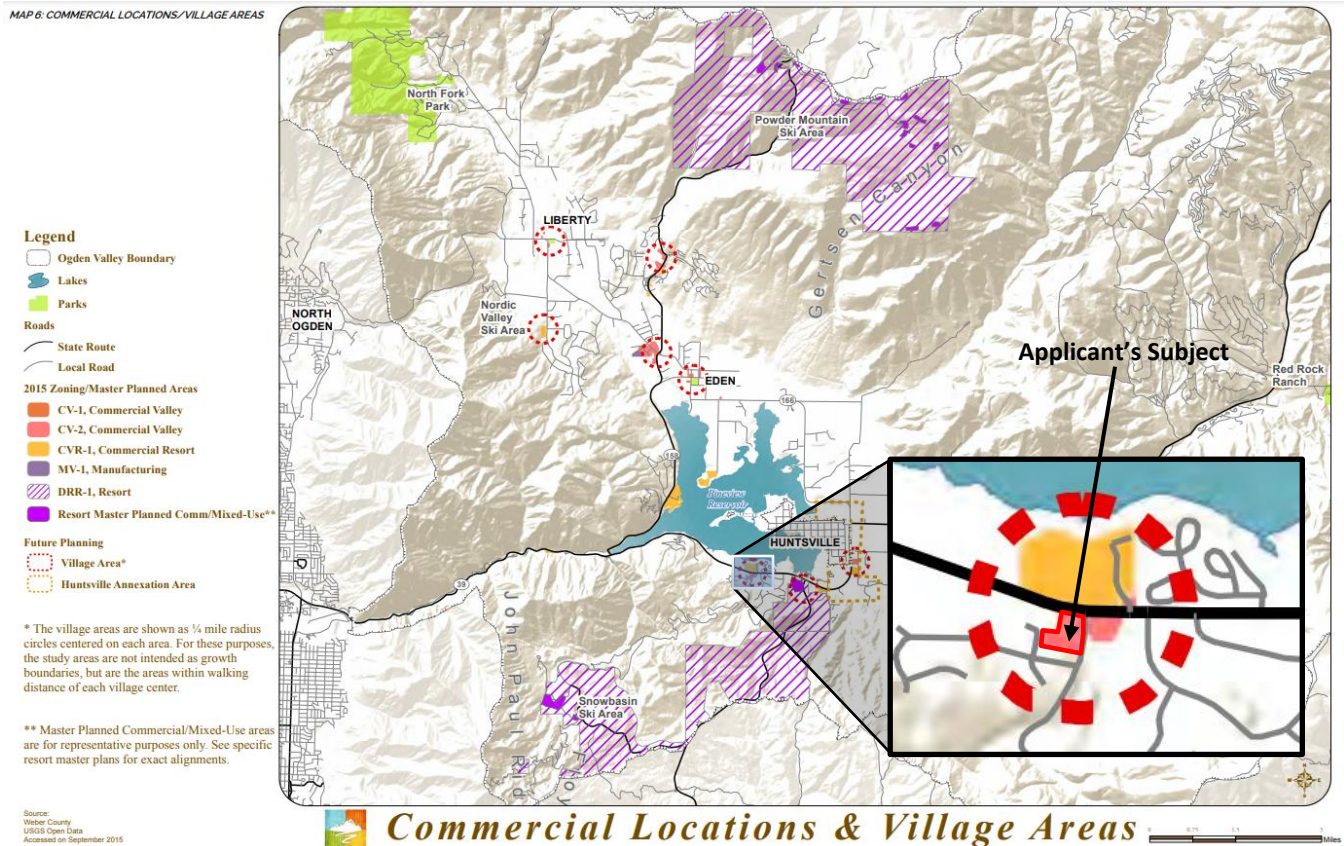 MAP 6: COMMERCIAL LOCATIONS/VILLAGE AREAS
North Fork
Park
Powder Mountain
Ski Area
Gertsen Canyon
LIBERTY
Nordic
Valley
Ski Area
NORTH
OGDEN
EDEN
166
158
Pineview
Reservoir
HUNTSVILLE
39
Snowbasin
Ski Area
Red Rock
Ranch
Applicant's Subject
Legend
Ogden Valley Boundary
Lakes
Parks
Roads
State Route
Local Road
2015 Zoning/Master Planned Areas
CV-1, Commercial Valley
CV-2, Commercial Valley
CVR-1, Commercial Resort
MV-1, Manufacturing
DRR-1, Resort
Resort Master Planned Comm/Mixed-Use**
Future Planning
Village Area*
Huntsville Annexation Area
* The village areas are shown as ¼ mile radius
circles centered on each area. For these purposes,
the study areas are not intended as growth
boundaries, but are the areas within walking
distance of each village center.
** Master Planned Commercial/Mixed-Use areas
are for representative purposes only. See specific
resort master plans for exact alignments.
Source:
Weber County
USGS Open Data
Accessed on September 2015
John Paul Rid
Commercial Locations & Village Areas
0 0.75 1.5 3
Miles